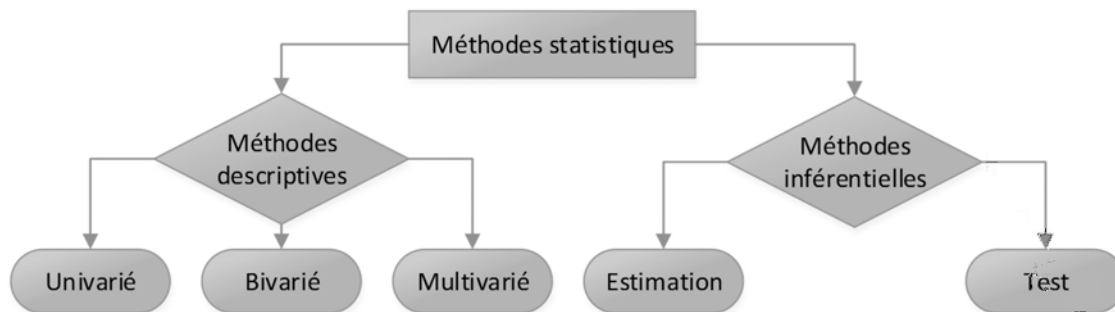 Méthodes statistiques
Méthodes
descriptives
Méthodes
inférentielles
Univarié
Bivarié
Multivarié
Estimation
Test